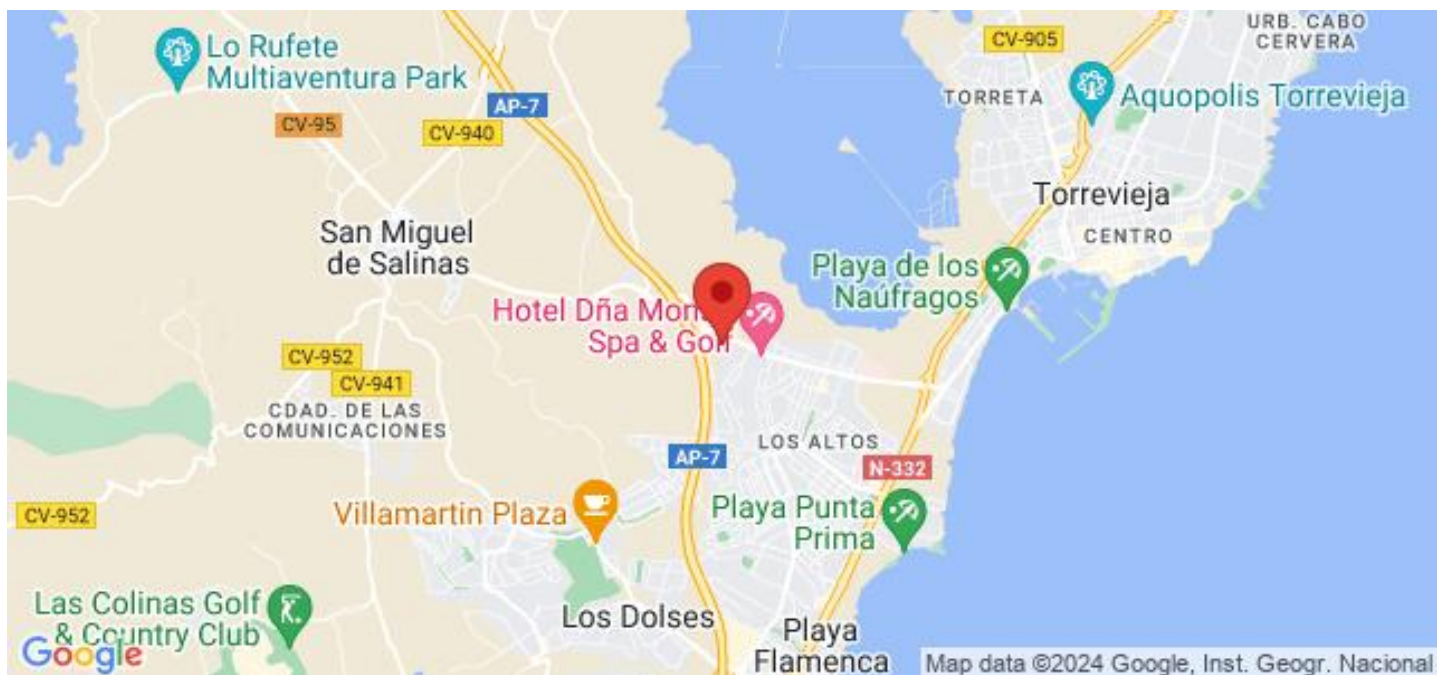 URB. CABO
CERVERA
CV-905
Lo Rufete
Multiaventura Park
TORRETA
Aquopolis Torrevieja
AP-7
CV-95
CV-940
Torrevieja
San Miguel
de Salinas
CENTRO
Playa de los
Naúfragos
Hotel Dña Mon
Spa & Golf
CV-952
CV-941
CDAD. DE LAS
COMUNICACIONES
LOS ALTOS
AP-7
N-332
Villamartin Plaza
Playa Punta
Prima
CV-952
Las Colinas Golf
& Country Club
Los Dolses
Playa
Flamenca
Google
Map data ©2024 Google, Inst. Geogr. Nacional